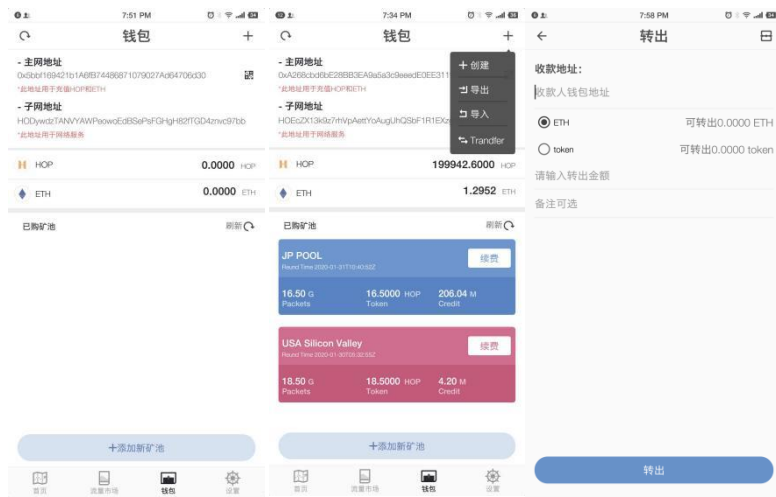 7:51 PM
钱包
- 主网地址
0x5bbf169421b1A6fB74486871079027Ad64706d30
*此地址用于充值HOP和ETH
- 子网地址
HODywdzTANVYAWPeowoEdBSePsFGHgH82fTGD4znvc97bb
*此地址用于网络服务
HOP 0.0000 HOP
ETH 0.0000 ETH
已购矿池 刷新
+添加新矿池
首页 流量市场 钱包 设置
7:34 PM
钱包
- 主网地址
0xA268cbd6bE28BB3EA9a5a3c9eeedE0EE311
*此地址用于充值HOP和ETH
- 子网地址
HOEcZX13k9z7rhVpAettYoAugUhQSbF1R1EXz
*此地址用于网络服务
创建
导出
导入
Trandfer
HOP 199942.6000 HOP
ETH 1.2952 ETH
已购矿池 刷新
JP POOL 续费
16.50 G 16.5000 HOP 206.04 M
Packets Token Credit
USA Silicon Valley 续费
18.50 G 18.5000 HOP 4.20 M
Packets Token Credit
+添加新矿池
首页 流量市场 钱包 设置
7:58 PM
转出
收款地址:
收款人钱包地址
ETH 可转出0.0000 ETH
token 可转出0.0000 token
请输入转出金额
备注可选
转出